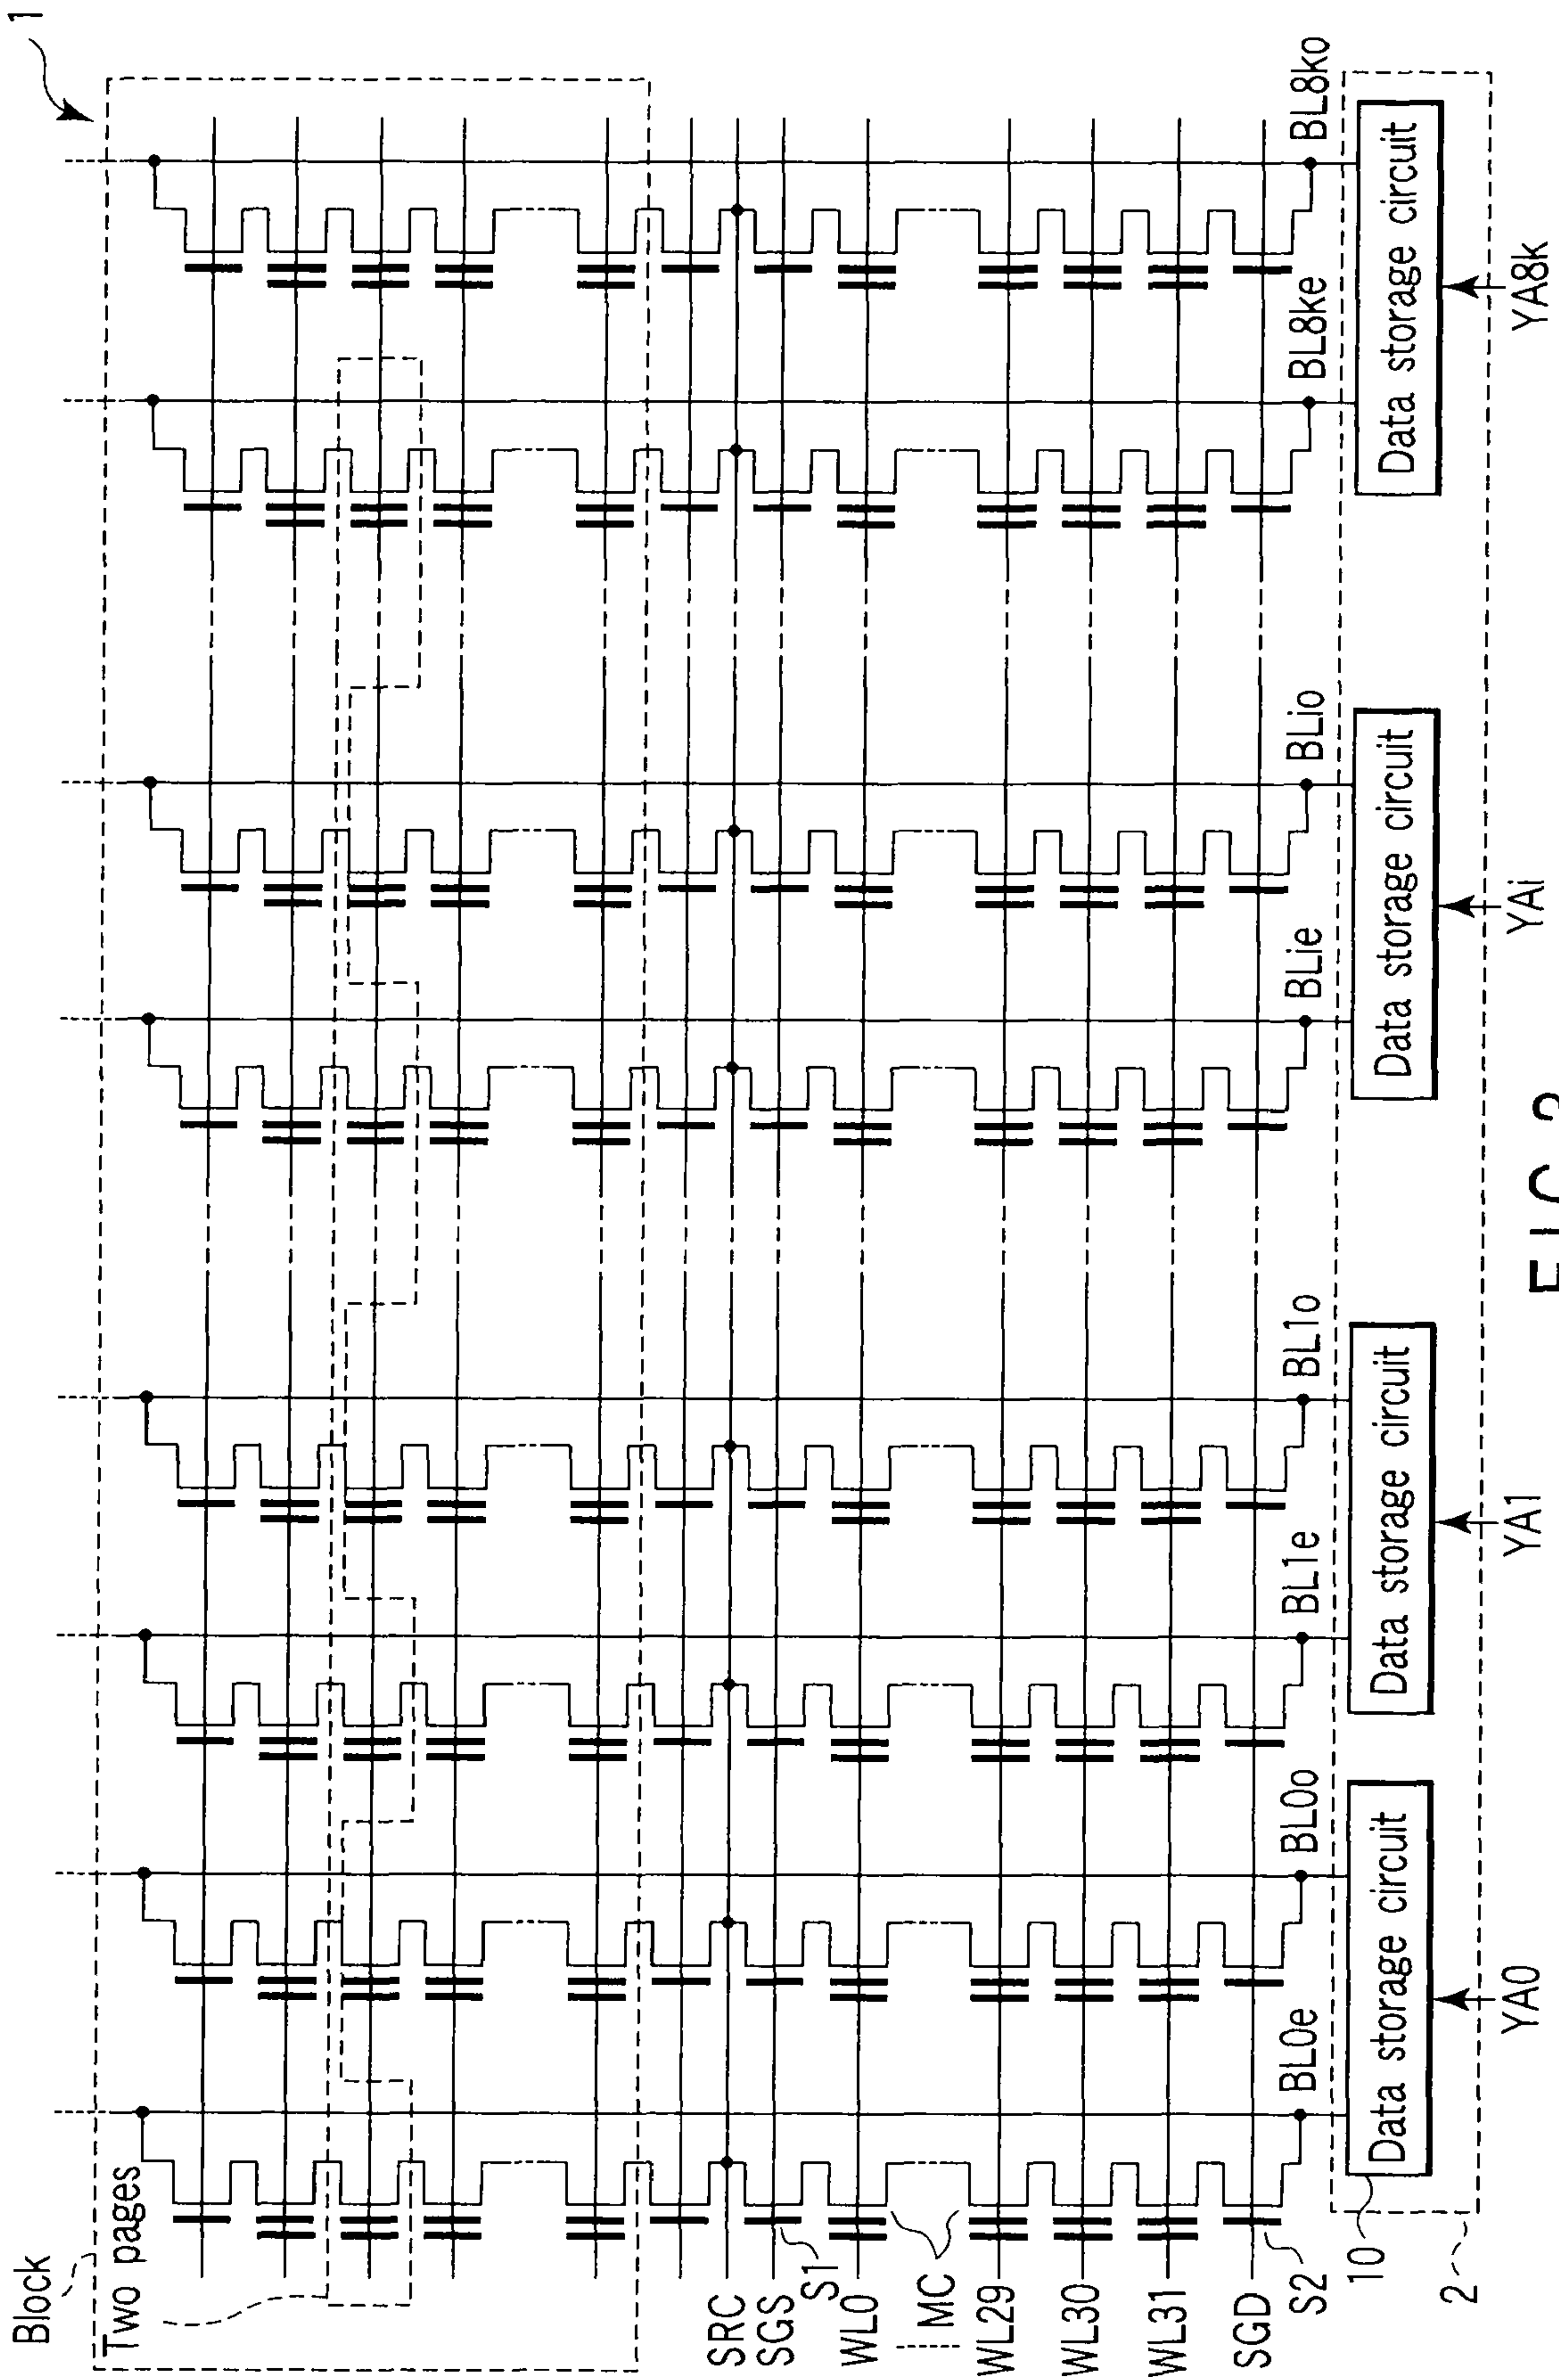 1
Block
Two pages
SRC
SGS
S1
WL0
MC
WL29
WL30
WL31
SGD
S2
BL0e
BL0o
BL1e
BL1o
BLie
BLio
BL8ke
BL8ko
10
Data storage circuit
Data storage circuit
Data storage circuit
Data storage circuit
2
YA0
YA1
YAi
YA8k